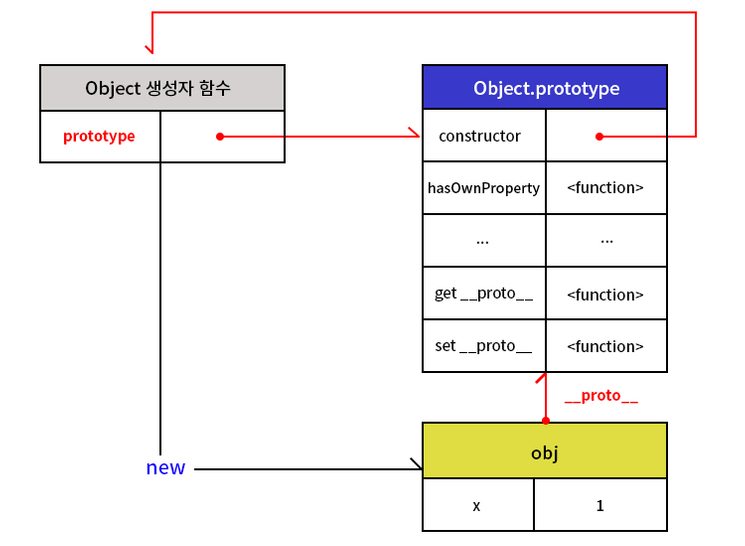 Object 생성자 함수
prototype
Object.prototype
constructor
hasOwnProperty <function>
... ...
get __proto__ <function>
set __proto__ <function>
__proto__
obj
x 1
new